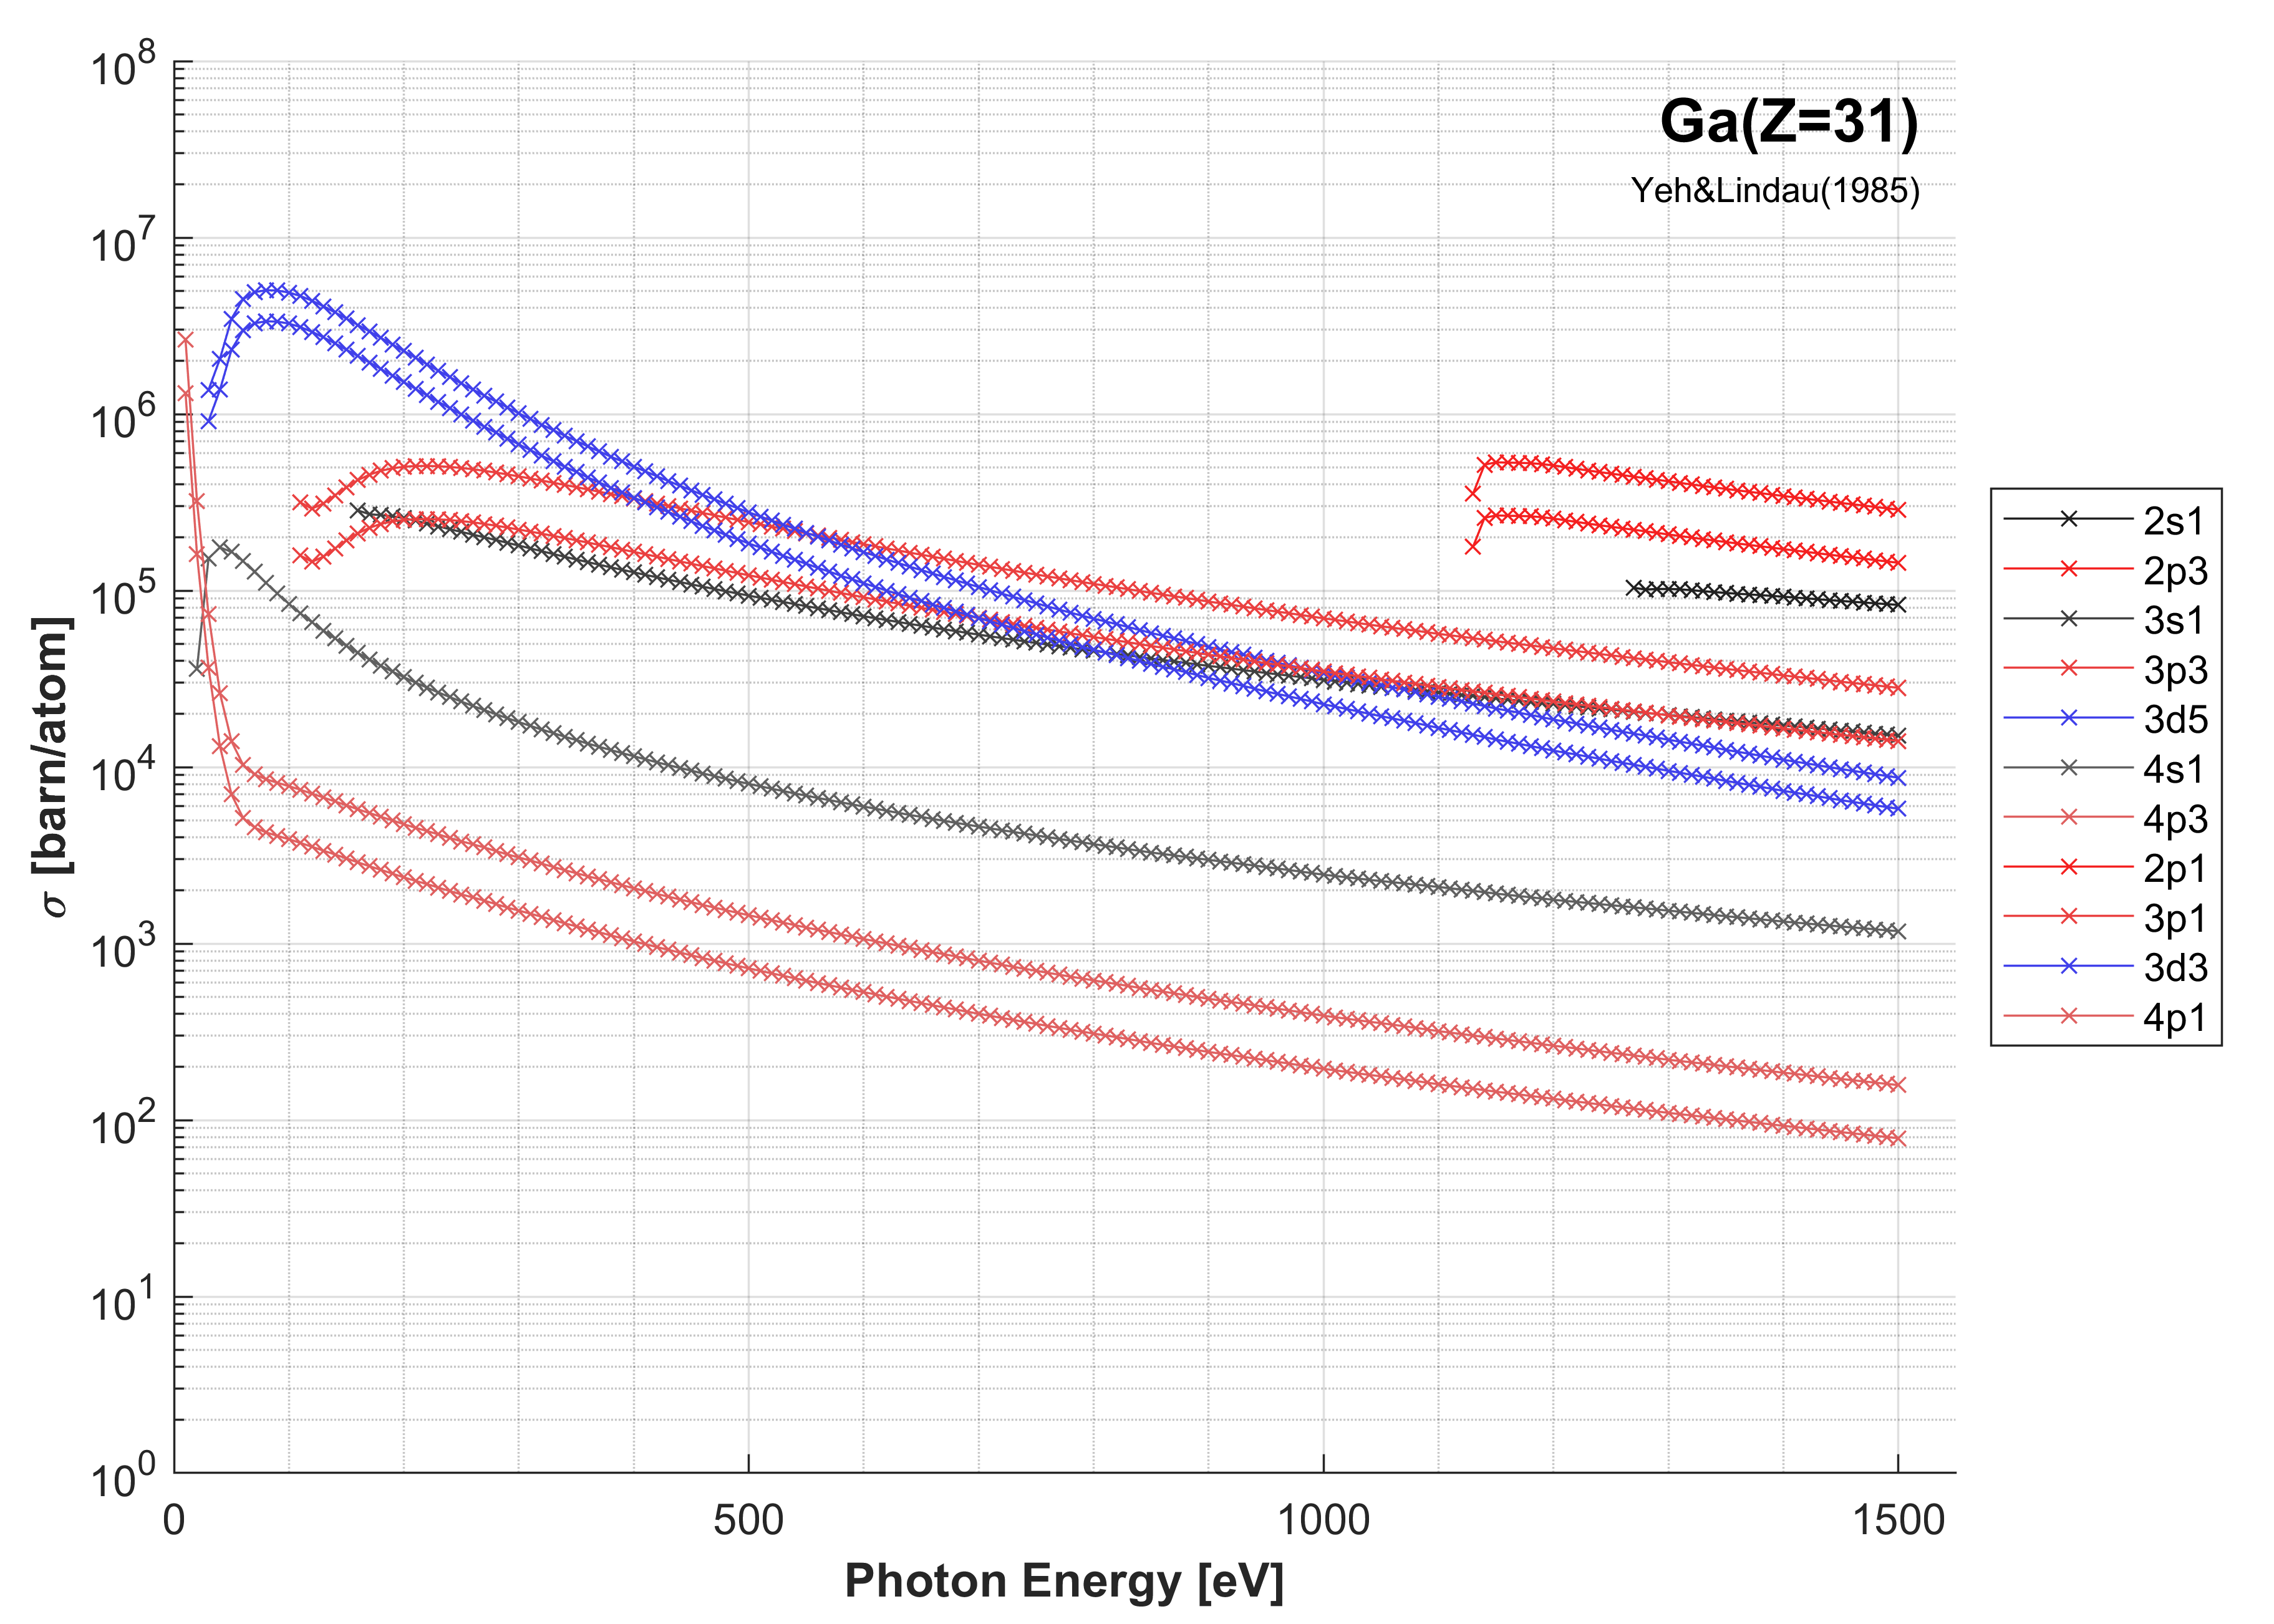 Ga(Z=31)
Yeh&Lindau(1985)
10^8
10^7
10^6
10^5
10^4
10^3
10^2
10^1
10^0
σ [barn/atom]
0 500 1000 1500
Photon Energy [eV]
2s1
2p3
3s1
3p3
3d5
4s1
4p3
2p1
3p1
3d3
4p1